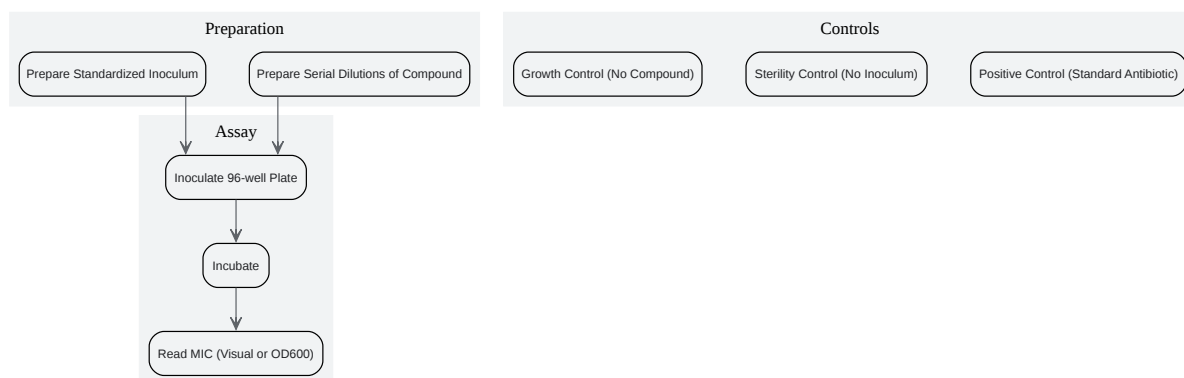 Preparation
Prepare Standardized Inoculum
Prepare Serial Dilutions of Compound
Controls
Growth Control (No Compound)
Sterility Control (No Inoculum)
Positive Control (Standard Antibiotic)
Assay
Inoculate 96-well Plate
Incubate
Read MIC (Visual or OD600)